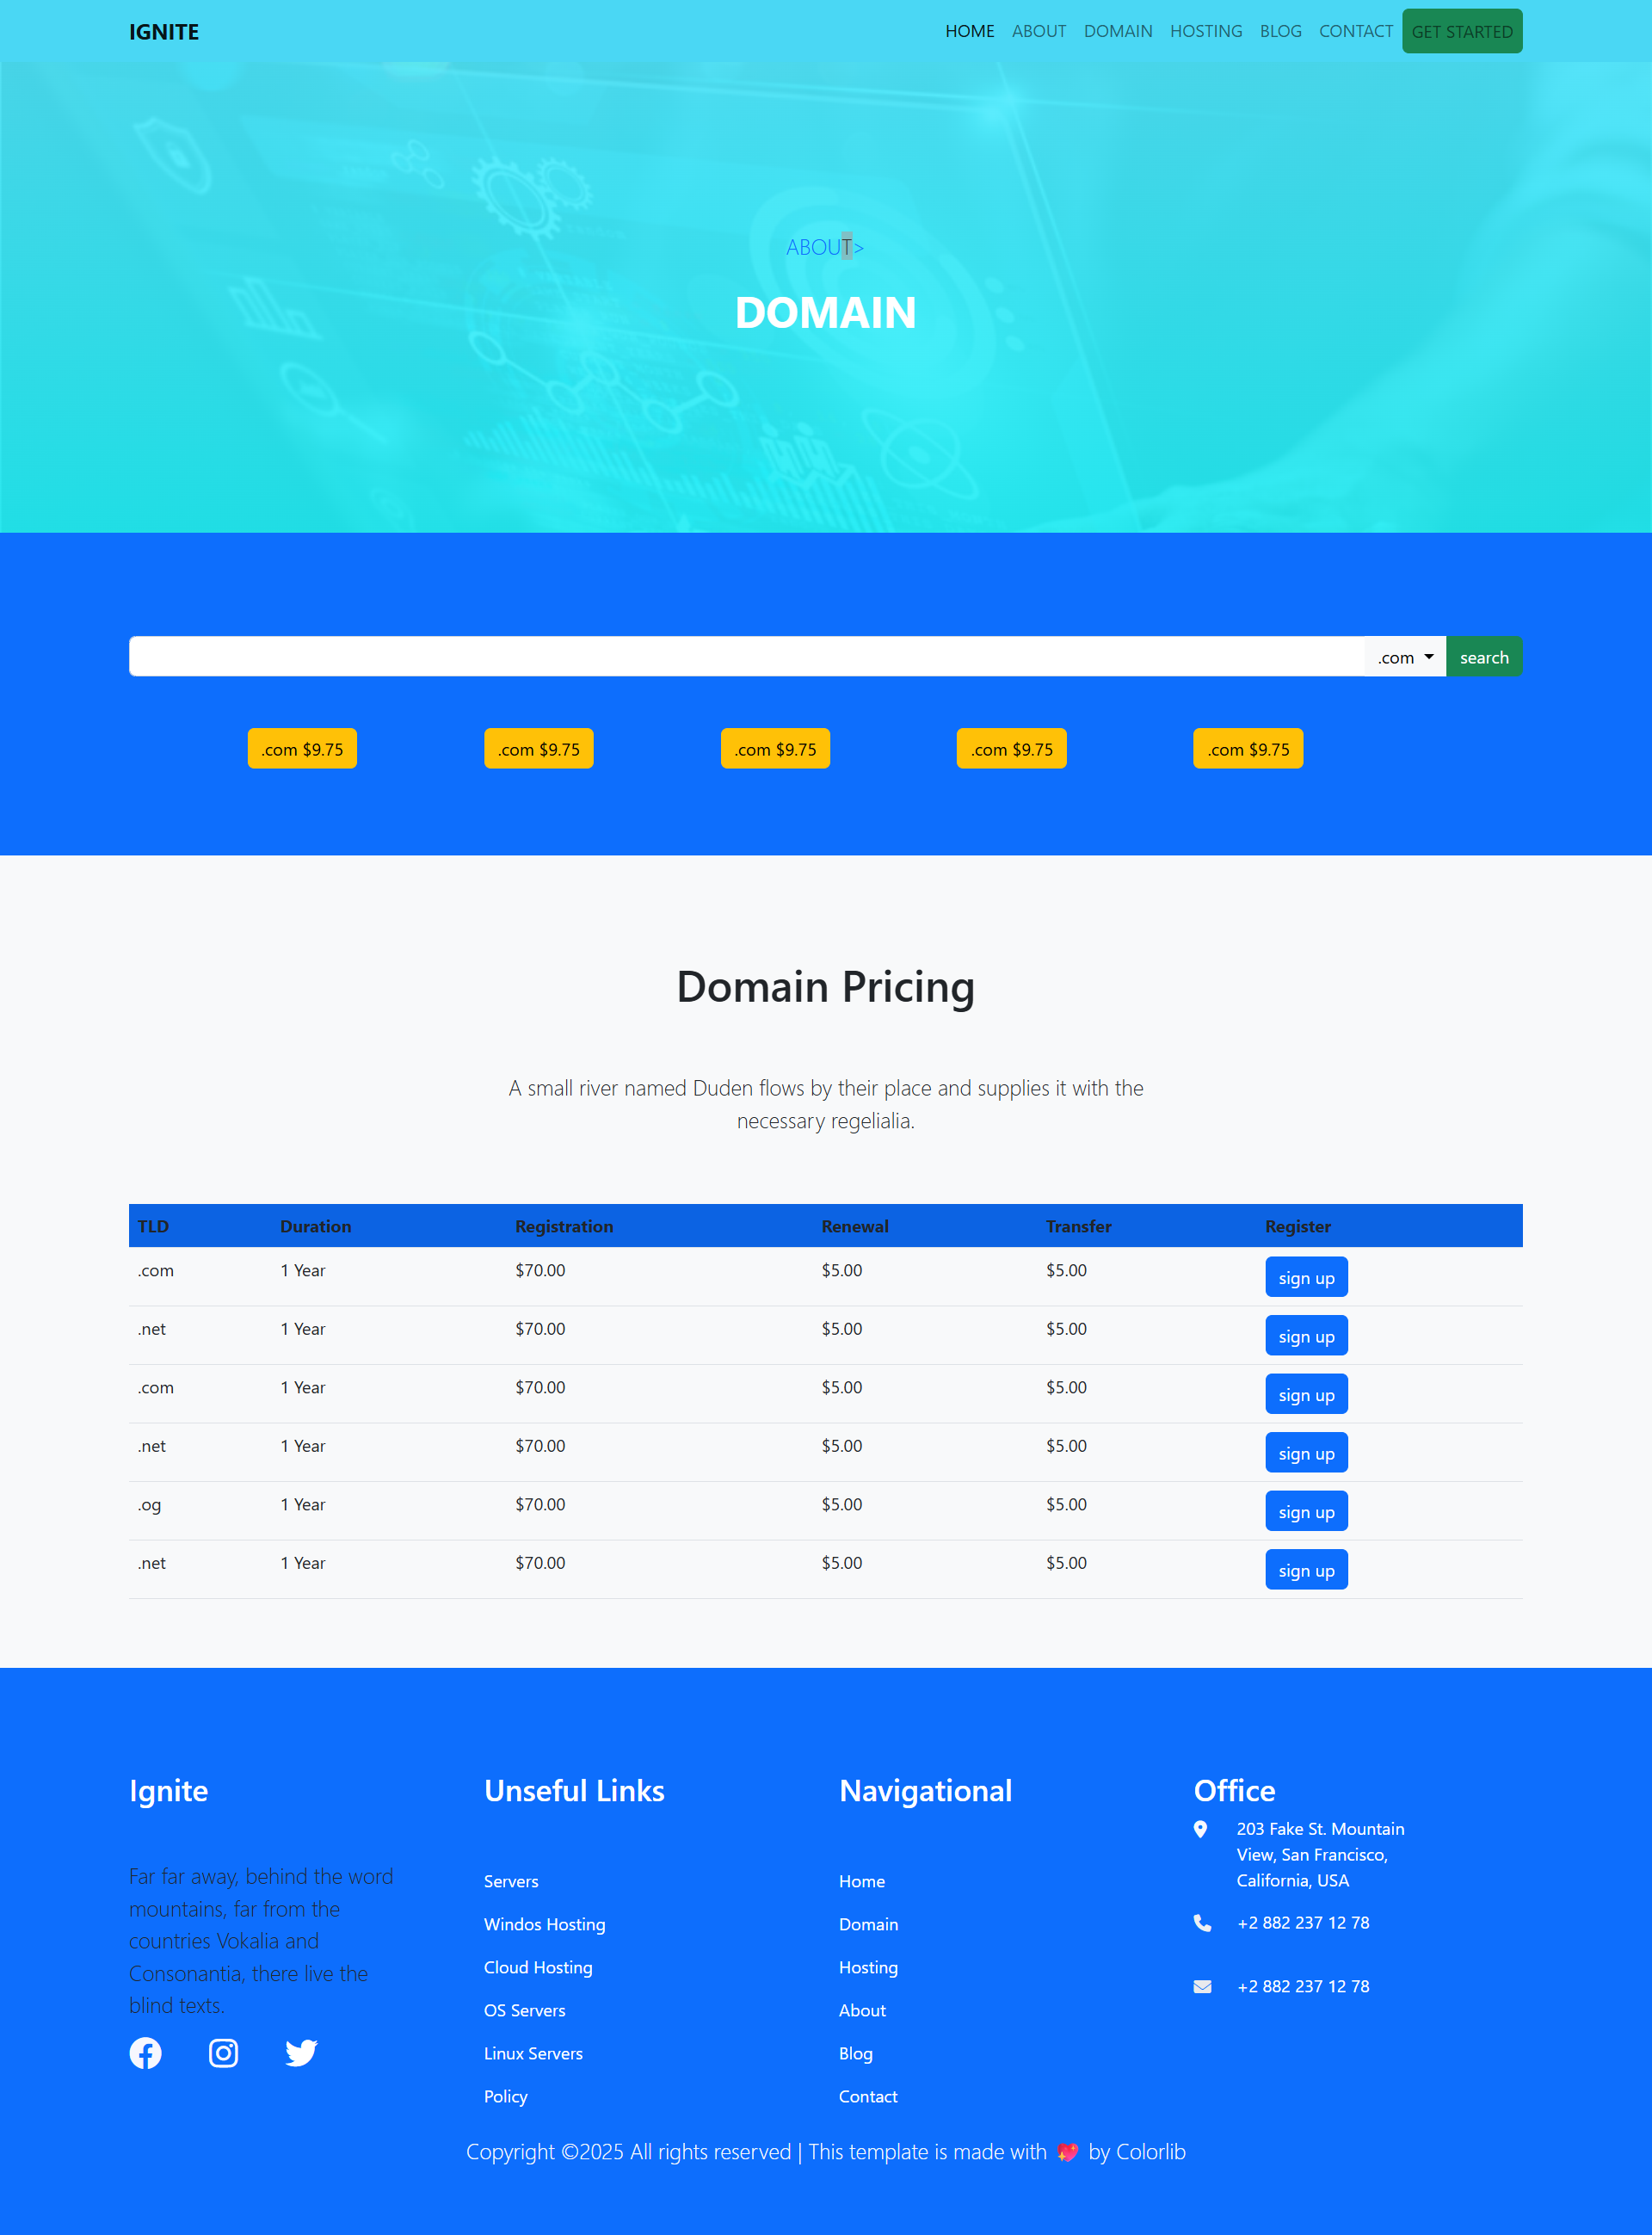 IGNITE
HOME ABOUT DOMAIN HOSTING BLOG CONTACT GET STARTED
ABOUT>
DOMAIN
.com search
.com $9.75 .com $9.75 .com $9.75 .com $9.75 .com $9.75
Domain Pricing
A small river named Duden flows by their place and supplies it with the
necessary regelialia.
TLD Duration Registration Renewal Transfer Register
.com 1 Year $70.00 $5.00 $5.00 sign up
.net 1 Year $70.00 $5.00 $5.00 sign up
.com 1 Year $70.00 $5.00 $5.00 sign up
.net 1 Year $70.00 $5.00 $5.00 sign up
.og 1 Year $70.00 $5.00 $5.00 sign up
.net 1 Year $70.00 $5.00 $5.00 sign up
Ignite
Far far away, behind the word
mountains, far from the
countries Vokalia and
Consonantia, there live the
blind texts.
Unseful Links
Servers
Windos Hosting
Cloud Hosting
OS Servers
Linux Servers
Policy
Navigational
Home
Domain
Hosting
About
Blog
Contact
Office
203 Fake St. Mountain
View, San Francisco,
California, USA
+2 882 237 12 78
+2 882 237 12 78
Copyright ©2025 All rights reserved | This template is made with 💖 by Colorlib